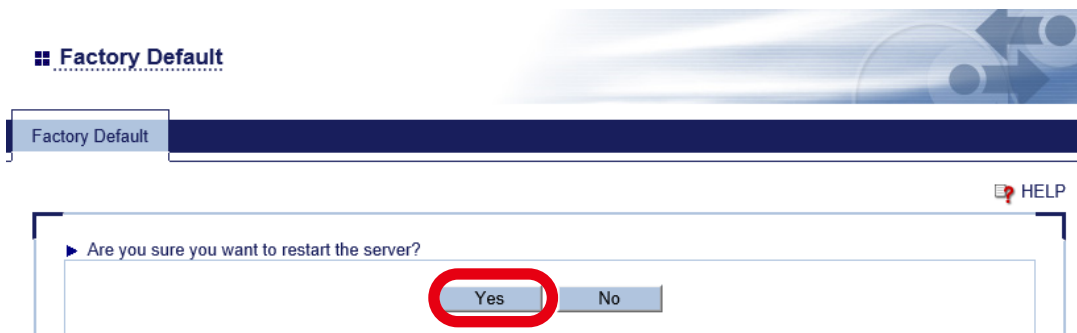 Factory Default
Factory Default
HELP
Are you sure you want to restart the server?
Yes No